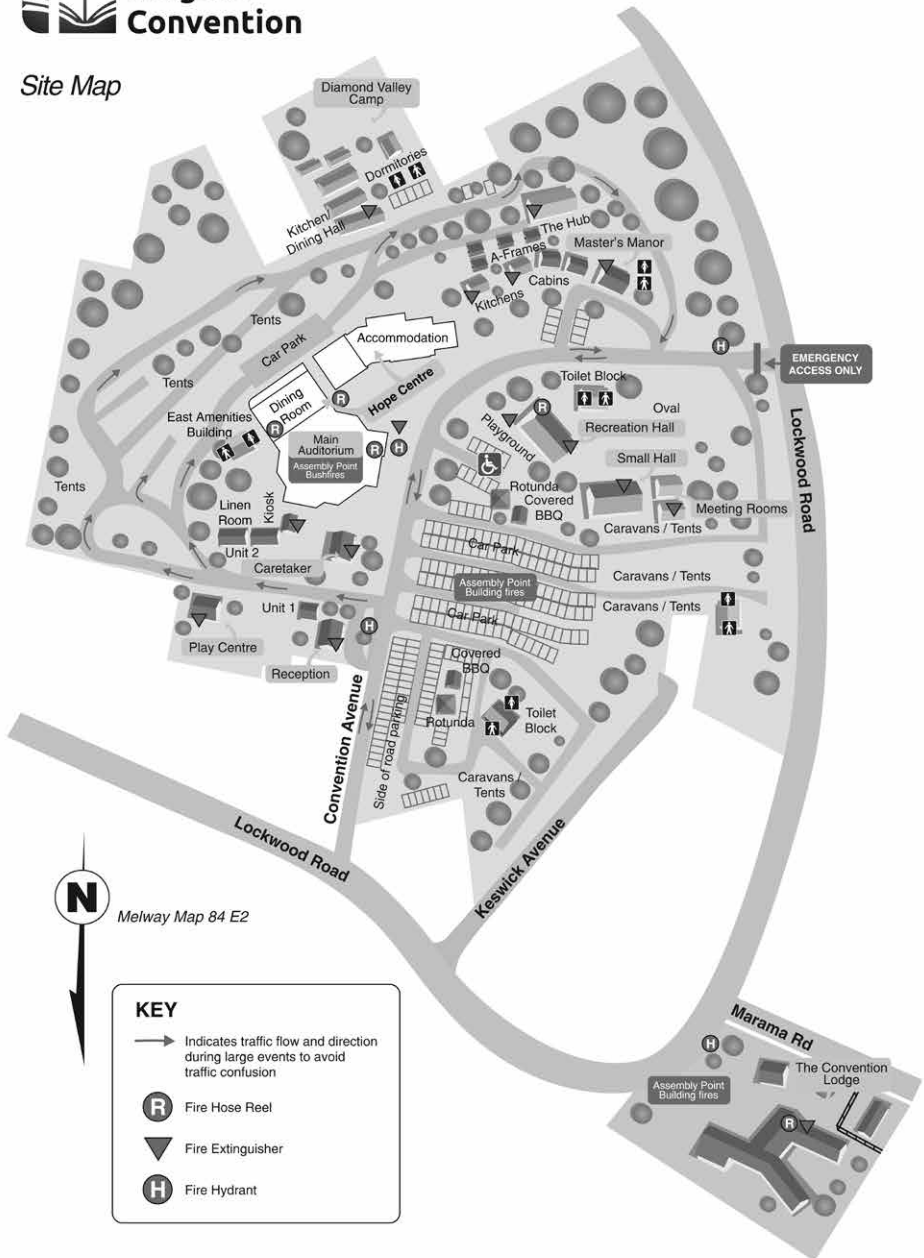 Convention
Site Map
Diamond Valley
Camp
Dormitories
Kitchen/
Dining Hall
The Hub
A-Frames
Master's Manor
Cabins
Kitchens
Tents
Car Park
Accommodation
Tents
Hope Centre
Dining
Room
East Amenities
Building
Main
Auditorium
Assembly Point
Bushfires
R
R
R
H
H
EMERGENCY
ACCESS ONLY
Toilet Block
Oval
R
Playground
Recreation Hall
Small Hall
Rotunda
Covered
BBQ
Meeting Rooms
Caravans / Tents
Lockwood Road
Tents
Linen
Room
Kiosk
Unit 2
Caretaker
Car Park
Caravans / Tents
Assembly Point
Building fires
Caravans / Tents
Car Park
Unit 1
H
Play Centre
Reception
Covered
BBQ
Rotunda
Toilet
Block
Convention Avenue
Side of road parking
Caravans /
Tents
Lockwood Road
Keswick Avenue
N
Melway Map 84 E2
KEY
Indicates traffic flow and direction
during large events to avoid
traffic confusion
R
Fire Hose Reel
Fire Extinguisher
H
Fire Hydrant
Marama Rd
H
The Convention
Lodge
Assembly Point
Building fires
R